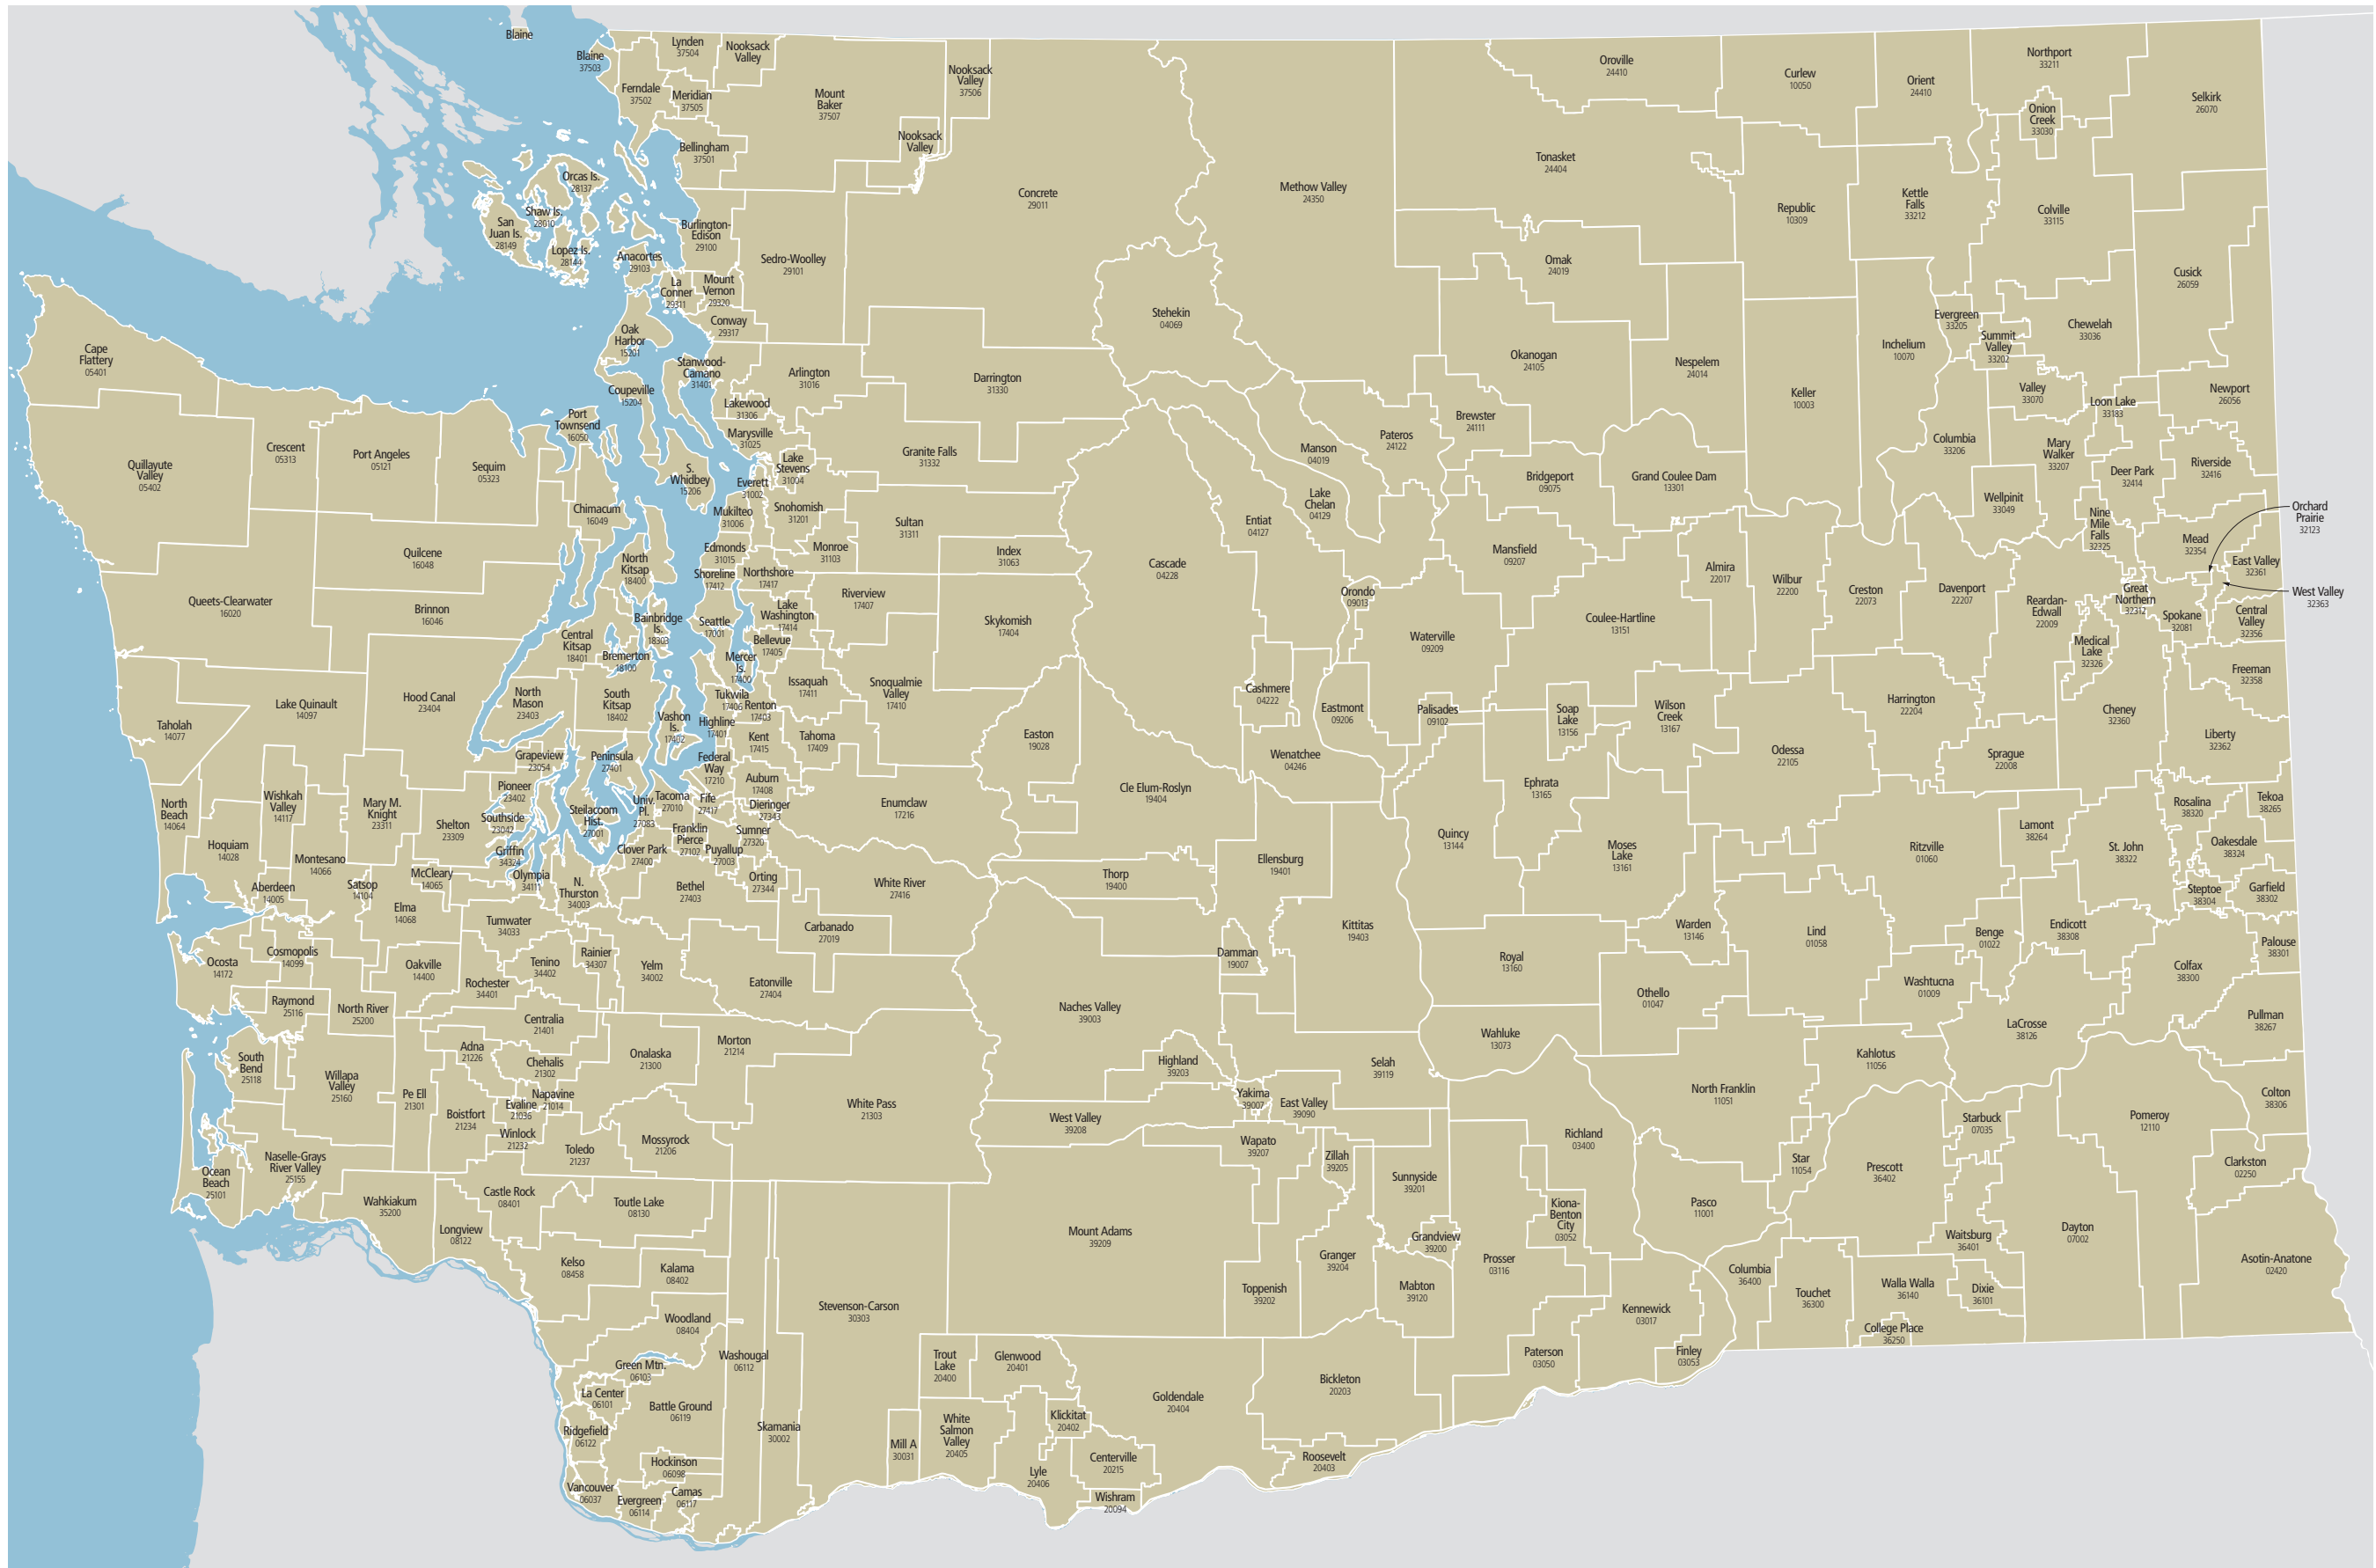 Blaine
Blaine
37503
Lynden
37504
Nooksack
Valley
Ferndale
37502
Meridian
37505
Mount
Baker
37507
Nooksack
Valley
37506
Nooksack
Valley
Bellingham
37501
Concrete
29011
Methow Valley
24350
Oroville
24410
Tonasket
24404
Curlew
10050
Orient
24410
Northport
33211
Onion
Creek
33030
Selkirk
26070
Republic
10309
Kettle
Falls
33212
Colville
33115
Orcas Is.
28137
Shaw Is.
28010
San
Juan Is.
28149
Lopez Is.
28144
Burlington-
Edison
29100
Anacortes
29103
Sedro-Woolley
29101
La
Conner
29311
Mount
Vernon
29320
Conway
29317
Omak
24019
Cusick
26059
Stehekin
04069
Oak
Harbor
15201
Cape
Flattery
05401
Stanwood-
Camano
31401
Arlington
31016
Darrington
31330
Okanogan
24105
Nespelem
24014
Inchelium
10070
Evergreen
33205
Summit
Valley
33202
Chewelah
33036
Coupeville
15204
Lakewood
31306
Keller
10003
Valley
33070
Loon Lake
33183
Newport
26056
Port
Townsend
16050
Marysville
31025
Brewster
24111
Pateros
24122
Manson
04019
Columbia
33206
Mary
Walker
33207
Deer Park
32414
Riverside
32416
Quillayute
Valley
05402
Crescent
05313
Port Angeles
05121
Sequim
05323
S.
Whidbey
15206
Lake
Stevens
31004
Granite Falls
31332
Everett
31002
Bridgeport
09075
Grand Coulee Dam
13301
Lake
Chelan
04129
Wellpinit
33049
Nine
Mile
Falls
32325
Orchard
Prairie
32123
Chimacum
16049
Mukilteo
31006
Snohomish
31201
Sultan
31311
Entiat
04127
Mead
32354
East Valley
32361
Quilcene
16048
North
Kitsap
18400
Edmonds
31015
Monroe
31103
Index
31063
Cascade
04228
Mansfield
09207
Almira
22017
Wilbur
22200
Creston
22073
Davenport
22207
Reardan-
Edwall
22009
Great
Northern
32312
West Valley
32363
Shoreline
17412
Northshore
17417
Queets-Clearwater
16020
Brinnon
16046
Riverview
17407
Orondo
09013
Lake
Washington
17414
Bainbridge
Is.
18303
Seattle
17001
Skykomish
17404
Coulee-Hartline
13151
Spokane
32081
Central
Valley
32356
Central
Kitsap
18401
Bellevue
17405
Waterville
09209
Medical
Lake
32326
Bremerton
18100
Mercer
Is.
17400
Freeman
32358
Lake Quinault
14097
Hood Canal
23404
North
Mason
23403
South
Kitsap
18402
Issaquah
17411
Snoqualmie
Valley
17410
Cashmere
04222
Tukwila
17406
Renton
17403
Eastmont
09206
Palisades
09102
Soap
Lake
13156
Wilson
Creek
13167
Harrington
22204
Cheney
32360
Taholah
14077
Vashon
Is.
17402
Highline
17401
Kent
17415
Tahoma
17409
Easton
19028
Wenatchee
04246
Odessa
22105
Sprague
22008
Liberty
32362
Grapeview
23054
Peninsula
27401
Federal
Way
17210
Auburn
17408
Ephrata
13165
Pioneer
23402
Cle Elum-Roslyn
19404
North
Beach
14064
Wishkah
Valley
14117
Mary M.
Knight
23311
Shelton
23309
Southside
23042
Steilacoom
Hist.
27001
Univ.
Pl.
27083
Tacoma
27010
Fife
27417
Dieringer
27343
Enumclaw
17216
Rosalina
38320
Tekoa
38265
Quincy
13144
Lamont
38264
Hoquiam
14028
Franklin
Pierce
27102
Sumner
27320
Puyallup
27003
Clover Park
27400
Griffin
34324
Moses
Lake
13161
Ritzville
01060
St. John
38322
Oakesdale
38324
Montesano
14066
Ellensburg
19401
Aberdeen
14005
Satsop
14104
McCleary
14065
Olympia
34111
N.
Thurston
34003
Bethel
27403
Orting
27344
White River
27416
Thorp
19400
Steptoe
38304
Garfield
38302
Elma
14068
Tumwater
34033
Carbanado
27019
Kittitas
19403
Warden
13146
Lind
01058
Benge
01022
Endicott
38308
Palouse
38301
Ocosta
14172
Cosmopolis
14099
Oakville
14400
Tenino
34402
Rainier
34307
Yelm
34002
Damman
19007
Royal
13160
Colfax
38300
Rochester
34401
Eatonville
27404
Othello
01047
Washtucna
01009
Raymond
25116
North River
25200
Naches Valley
39003
Centralia
21401
Wahluke
13073
LaCrosse
38126
Pullman
38267
South
Bend
25118
Adna
21226
Chehalis
21302
Onalaska
21300
Morton
21214
Highland
39203
Selah
39119
Kahlotus
11056
Willapa
Valley
25160
Pe Ell
21301
Napavine
21014
Evaline
21036
Boistfort
21234
White Pass
21303
Yakima
39007
East Valley
39090
North Franklin
11051
Colton
38306
West Valley
39208
Starbuck
07035
Pomeroy
12110
Winlock
21232
Toledo
21237
Mossyrock
21206
Wapato
39207
Richland
03400
Naselle-Grays
River Valley
25155
Zillah
39205
Star
11054
Prescott
36402
Clarkston
02250
Ocean
Beach
25101
Wahkiakum
35200
Castle Rock
08401
Toutle Lake
08130
Sunnyside
39201
Kiona-
Benton
City
03052
Pasco
11001
Longview
08122
Mount Adams
39209
Grandview
39200
Waitsburg
36401
Dayton
07002
Kelso
08458
Kalama
08402
Granger
39204
Prosser
03116
Columbia
36400
Asotin-Anatone
02420
Toppenish
39202
Mabton
39120
Touchet
36300
Walla Walla
36140
Dixie
36101
Woodland
08404
Stevenson-Carson
30303
Kennewick
03017
College Place
36250
Green Mtn.
06103
Washougal
06112
Trout
Lake
20400
Glenwood
20401
Paterson
03050
Finley
03053
La Center
06101
Battle Ground
06119
Goldendale
20404
Bickleton
20203
Ridgefield
06122
Skamania
30002
Mill A
30031
White
Salmon
Valley
20405
Klickitat
20402
Hockinson
06098
Lyle
20406
Centerville
20215
Roosevelt
20403
Vancouver
06037
Evergreen
06114
Camas
06117
Wishram
20094